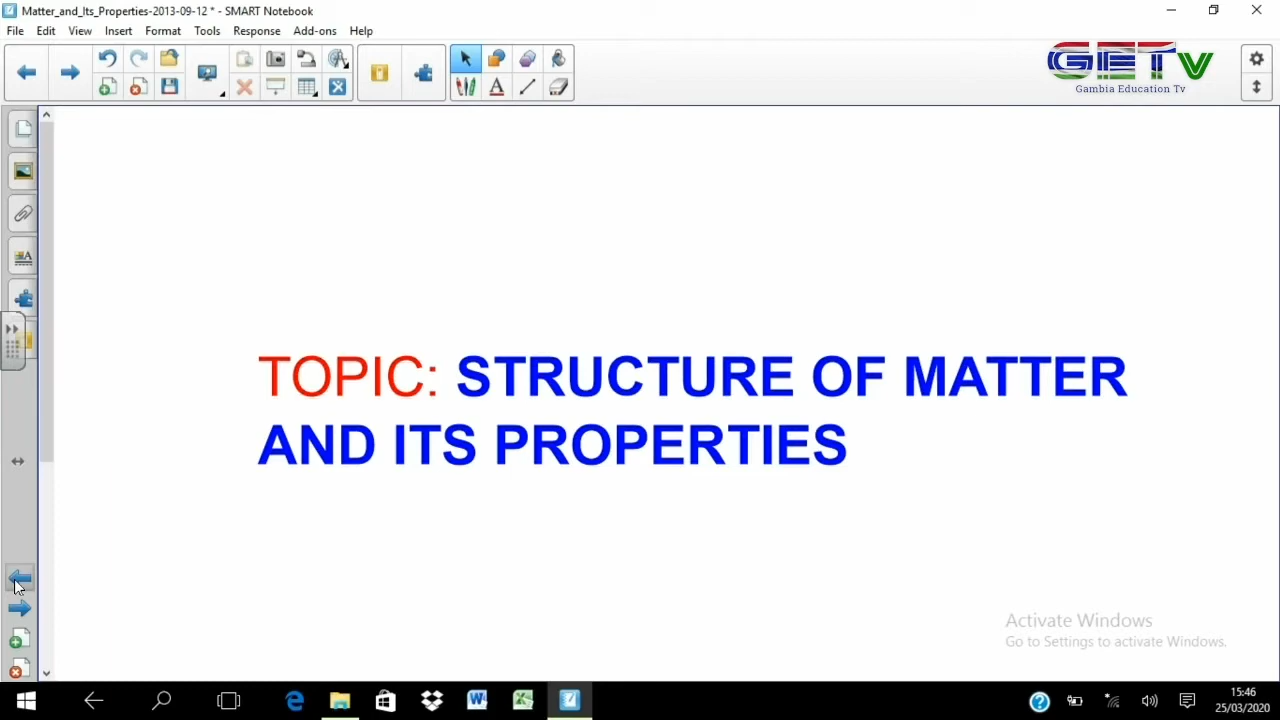 Matter_and_Its_Properties-2013-09-12 * - SMART Notebook
File Edit View Insert Format Tools Response Add-ons Help
GETV
Gambia Education Tv
TOPIC: STRUCTURE OF MATTER
AND ITS PROPERTIES
Activate Windows
Go to Settings to activate Windows.
15:46
25/03/2020